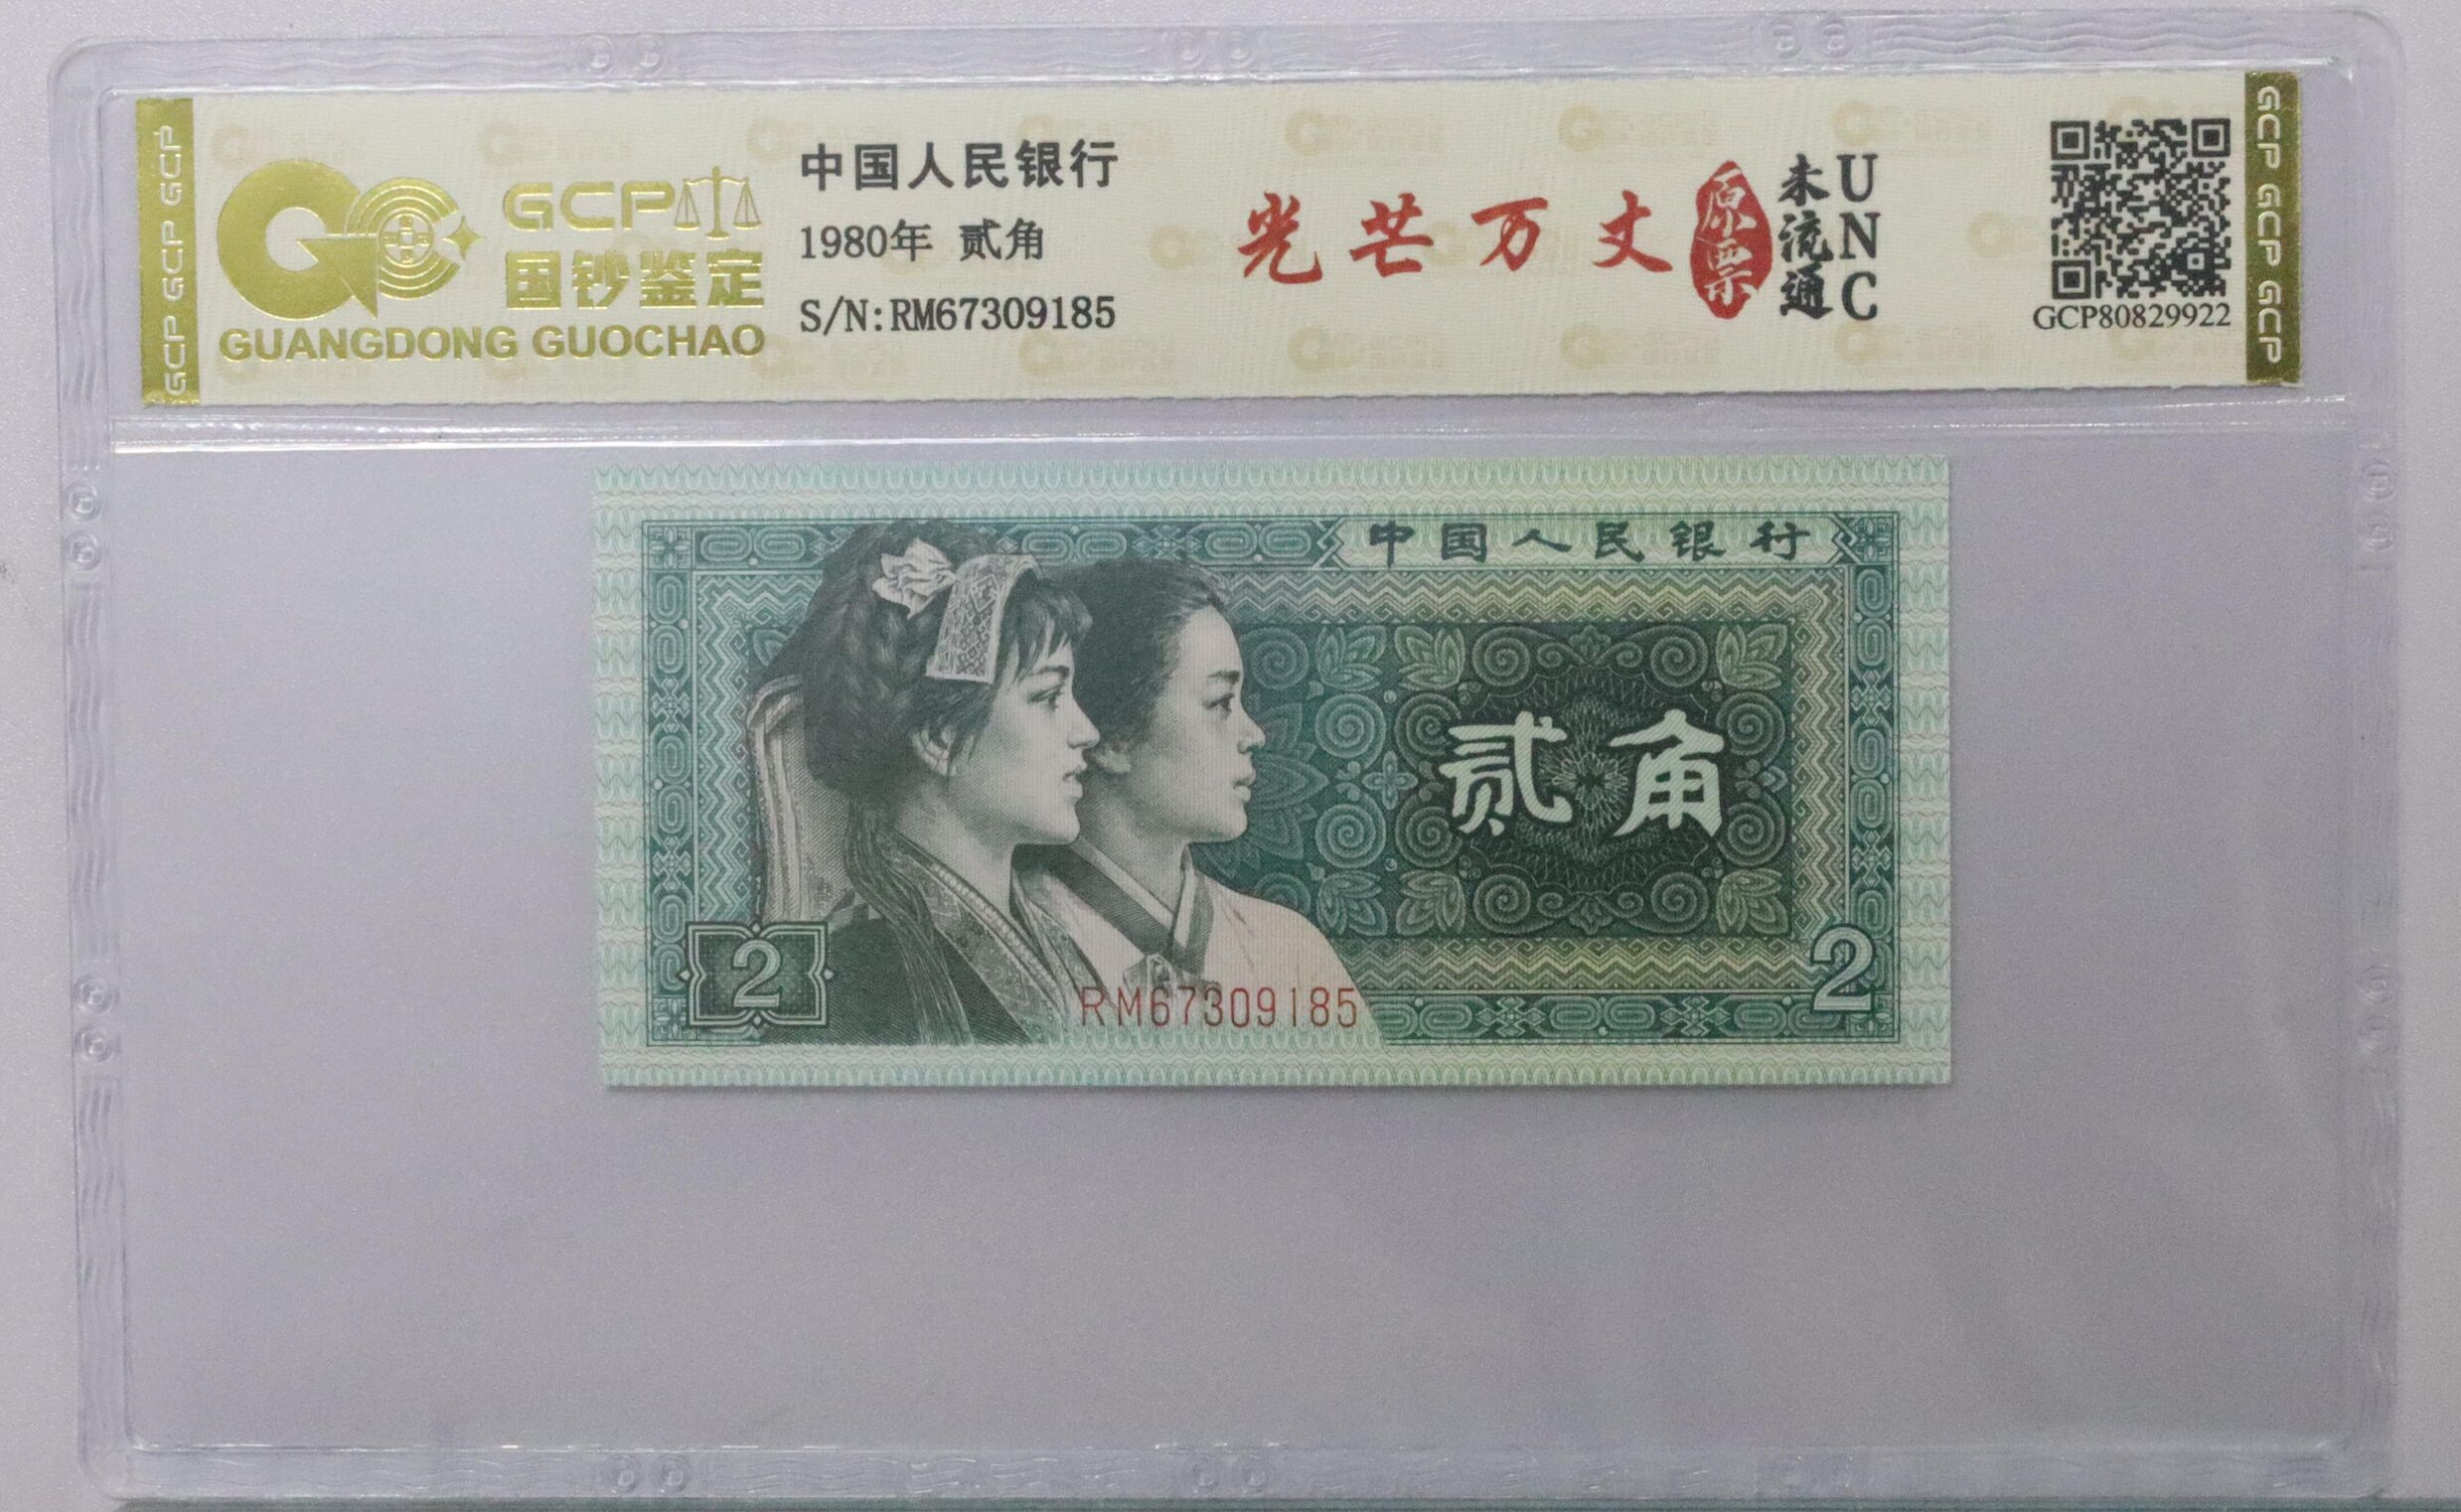 GCP GCP GCP
GCP
国钞鉴定
GUANGDONG GUOCHAO
中国人民银行
1980年 贰角
S/N:RM67309185
光芒万丈
原票
未流通
UNC
GCP80829922
GCP GCP GCP
中国人民银行
贰角
2
RM67309185
2